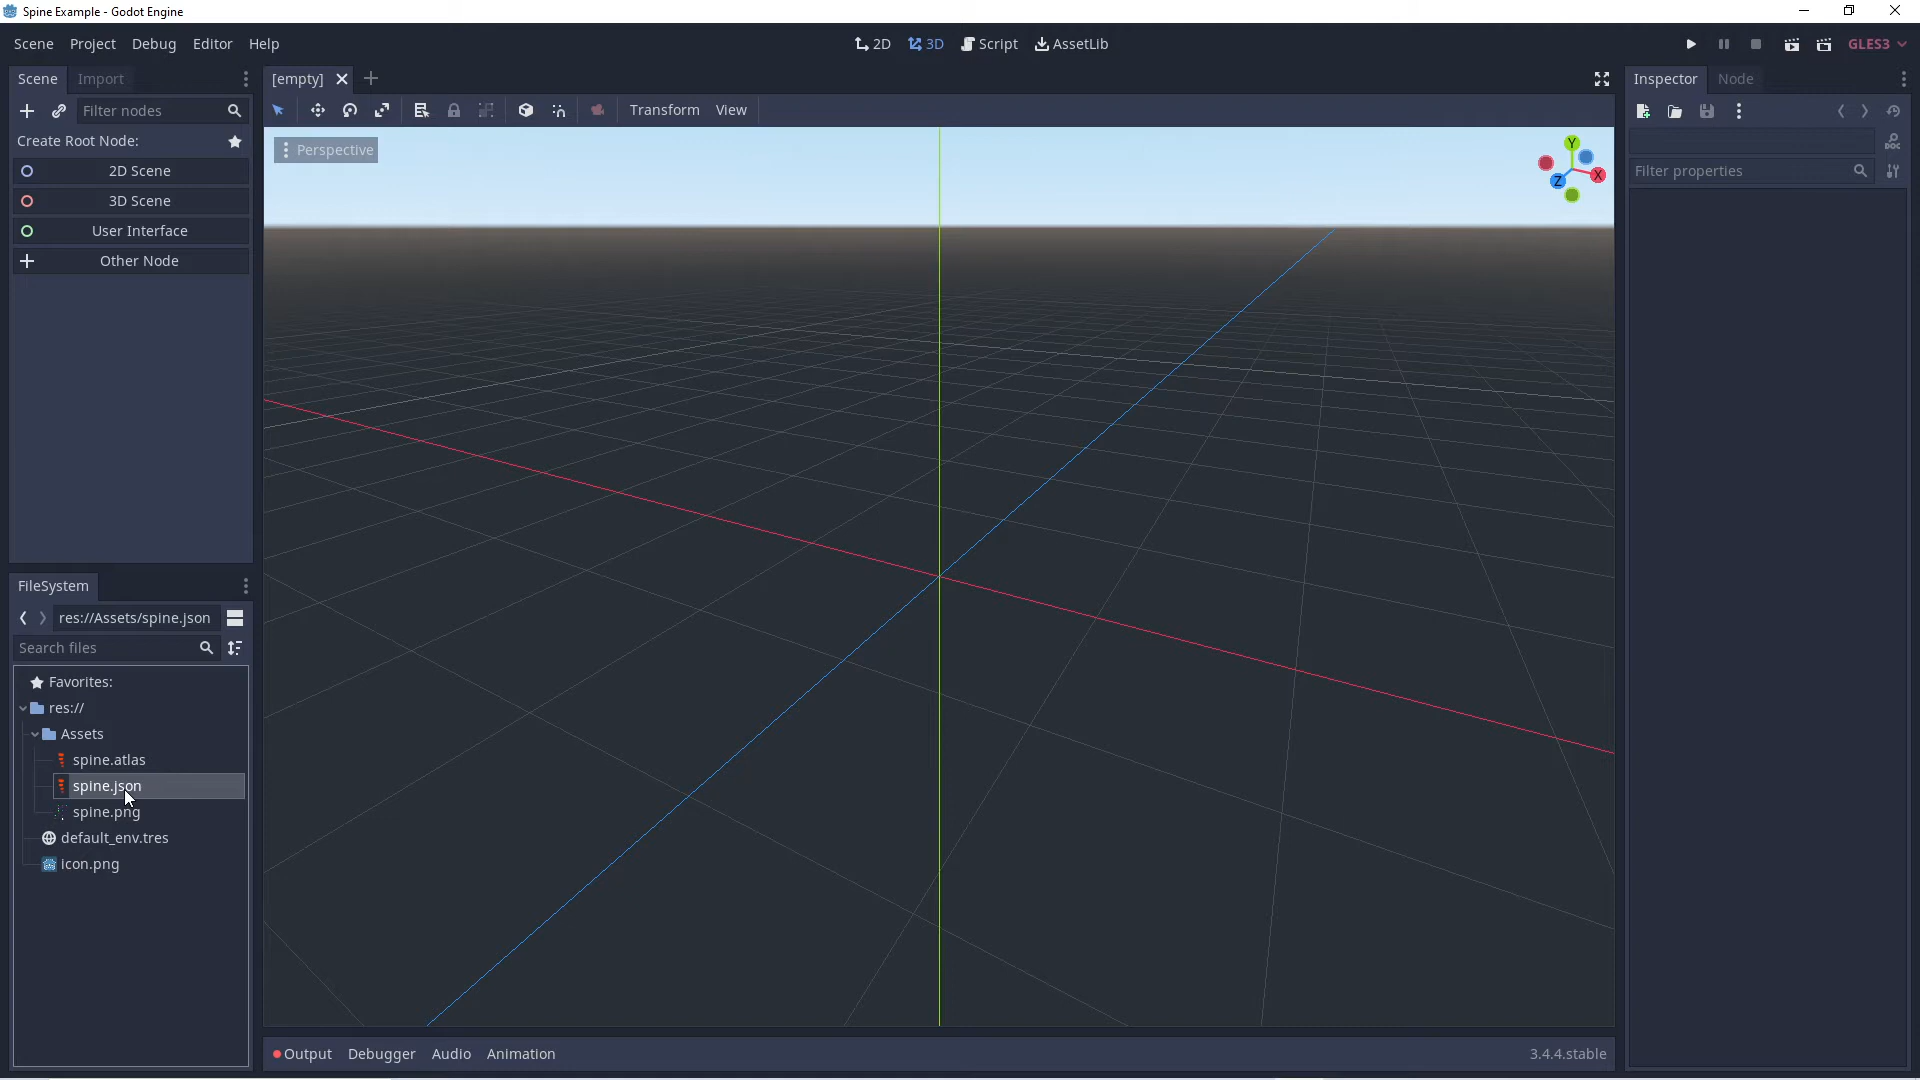 Spine Example - Godot Engine
Scene Project Debug Editor Help
2D 3D Script AssetLib
GLES3
Scene Import
[empty]
Inspector Node
Filter nodes
Transform View
Create Root Node:
Perspective
Y
X
Z
DOC
2D Scene
Filter properties
3D Scene
User Interface
Other Node
FileSystem
res://Assets/spine.json
Search files
Favorites:
res://
Assets
spine.atlas
spine.json
spine.png
default_env.tres
icon.png
Output Debugger Audio Animation
3.4.4.stable